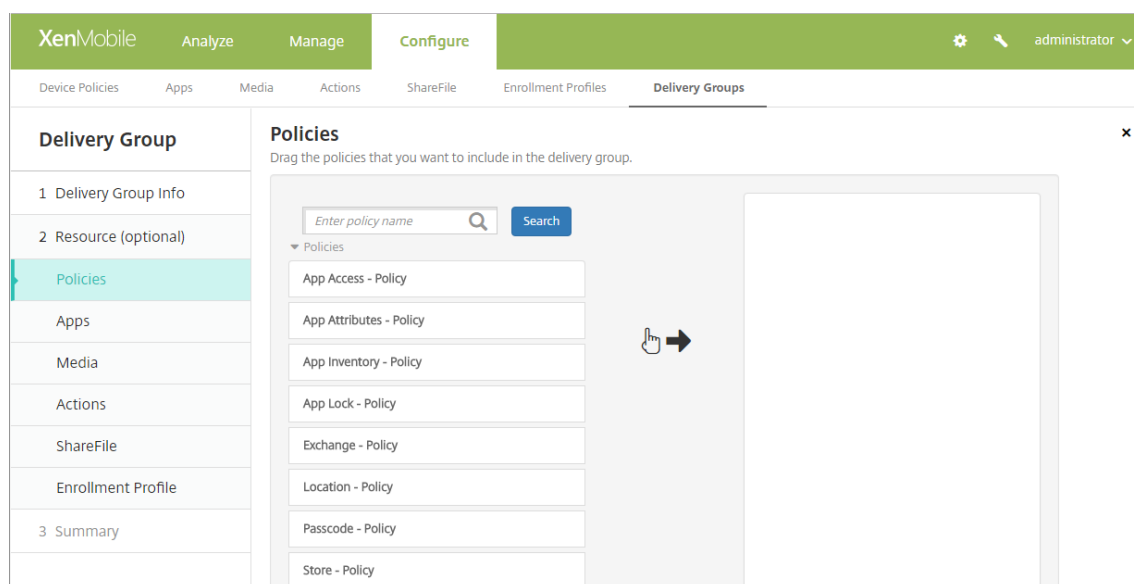 XenMobile Analyze Manage Configure administrator
Device Policies Apps Media Actions ShareFile Enrollment Profiles Delivery Groups
Delivery Group
1 Delivery Group Info
2 Resource (optional)
Policies
Apps
Media
Actions
ShareFile
Enrollment Profile
3 Summary
Policies
Drag the policies that you want to include in the delivery group.
Enter policy name Search
Policies
App Access - Policy
App Attributes - Policy
App Inventory - Policy
App Lock - Policy
Exchange - Policy
Location - Policy
Passcode - Policy
Store - Policy